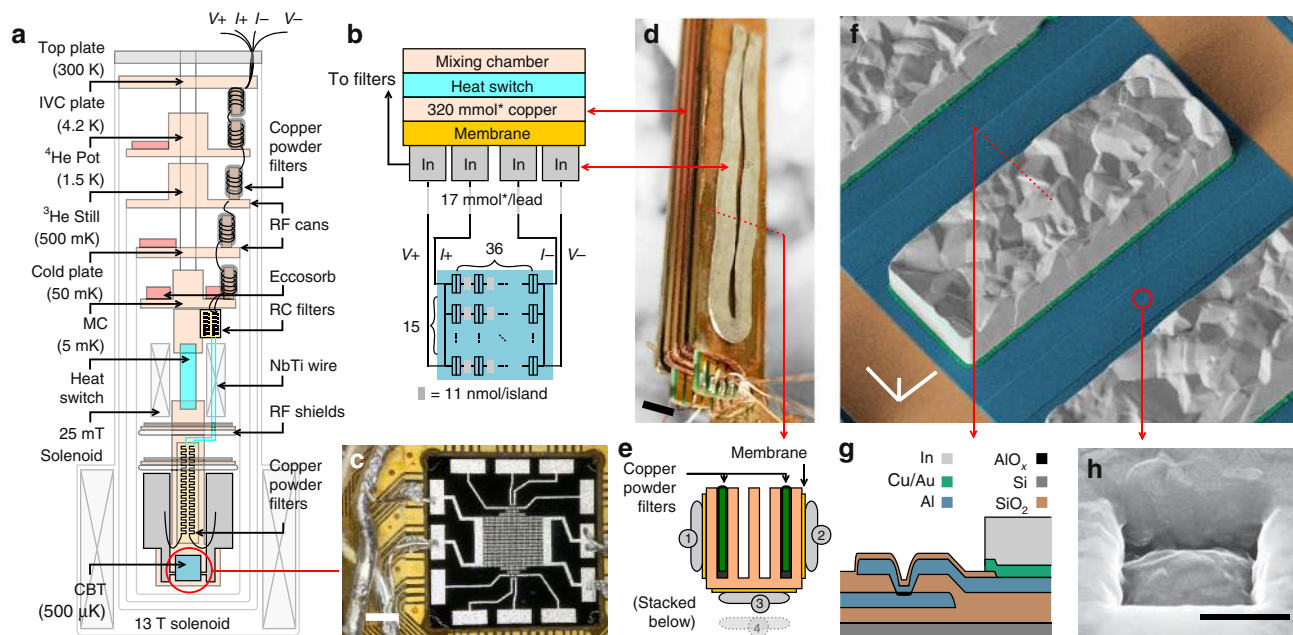 a
V+ I+ I− V−
Top plate
(300 K)
IVC plate
(4.2 K)
⁴He Pot
(1.5 K)
³He Still
(500 mK)
Cold plate
(50 mK)
MC
(5 mK)
Heat
switch
25 mT
Solenoid
CBT
(500 µK)
13 T solenoid
Copper
powder
filters
RF cans
Eccosorb
RC filters
NbTi wire
RF shields
Copper
powder
filters
b
To filters
Mixing chamber
Heat switch
320 mmol* copper
Membrane
In In In In
17 mmol*/lead
V+ I+ 36 I− V−
15
= 11 nmol/island
c
d
e
Membrane
Copper
powder
filters
1
2
3
(Stacked
below)
4
f
g
In
Cu/Au
Al
AlOₓ
Si
SiO₂
h